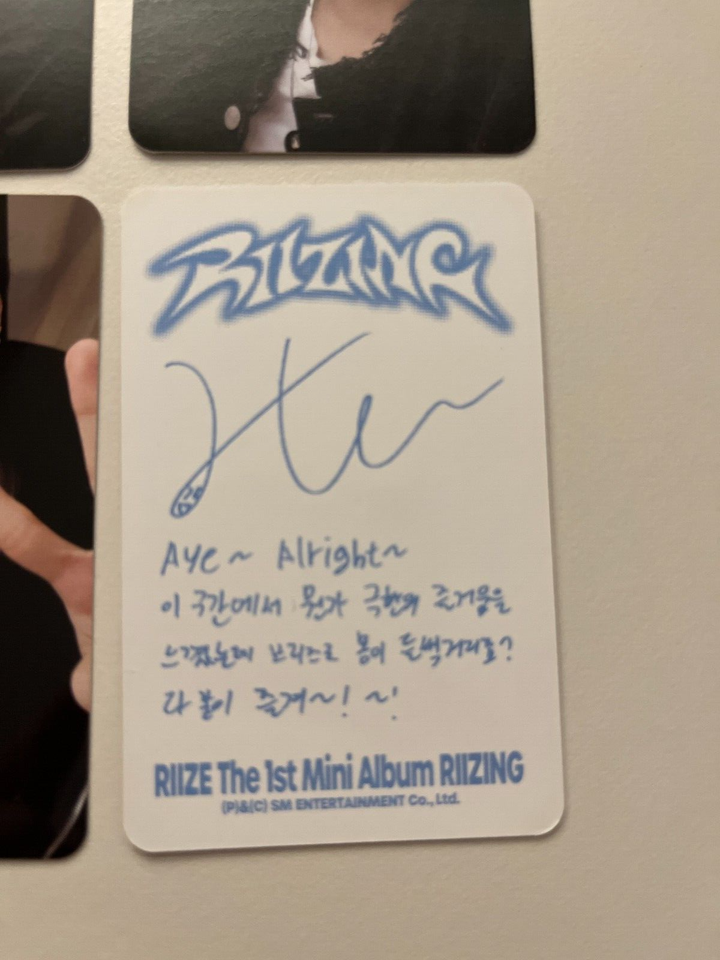 RIIZING
Aye~ Alright~
이 구간에서 뭔가 극한의 즐거움을
느꼈는데 브리즈도 몸이 들썩거리죠?
다 같이 즐겨~! ~!
RIIZE The 1st Mini Album RIIZING
(P)&(C) SM ENTERTAINMENT Co., Ltd.